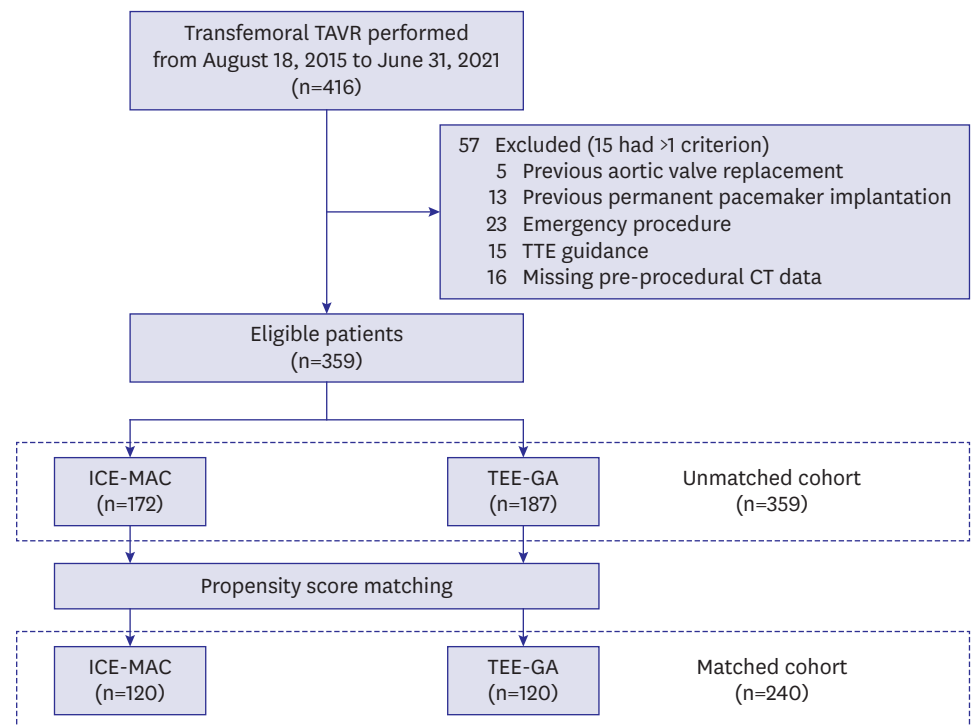 Transfemoral TAVR performed
from August 18, 2015 to June 31, 2021
(n=416)
57 Excluded (15 had >1 criterion)
5 Previous aortic valve replacement
13 Previous permanent pacemaker implantation
23 Emergency procedure
15 TTE guidance
16 Missing pre-procedural CT data
Eligible patients
(n=359)
ICE-MAC
(n=172)
TEE-GA
(n=187)
Unmatched cohort
(n=359)
Propensity score matching
ICE-MAC
(n=120)
TEE-GA
(n=120)
Matched cohort
(n=240)